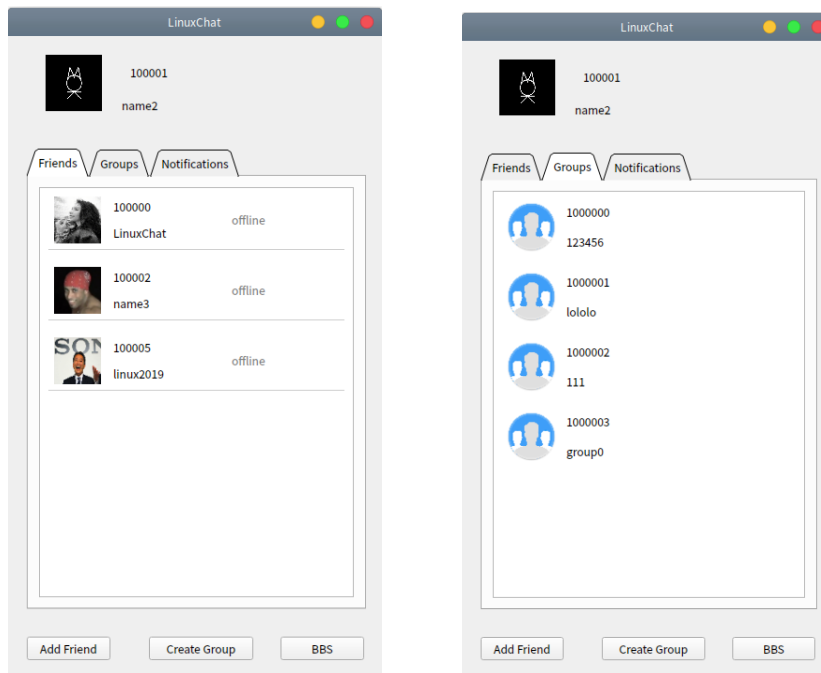 LinuxChat
100001
name2
Friends
Groups
Notifications
100000
LinuxChat
offline
100002
name3
offline
SON
100005
linux2019
offline
Add Friend
Create Group
BBS
LinuxChat
100001
name2
Friends
Groups
Notifications
1000000
123456
1000001
lololo
1000002
111
1000003
group0
Add Friend
Create Group
BBS